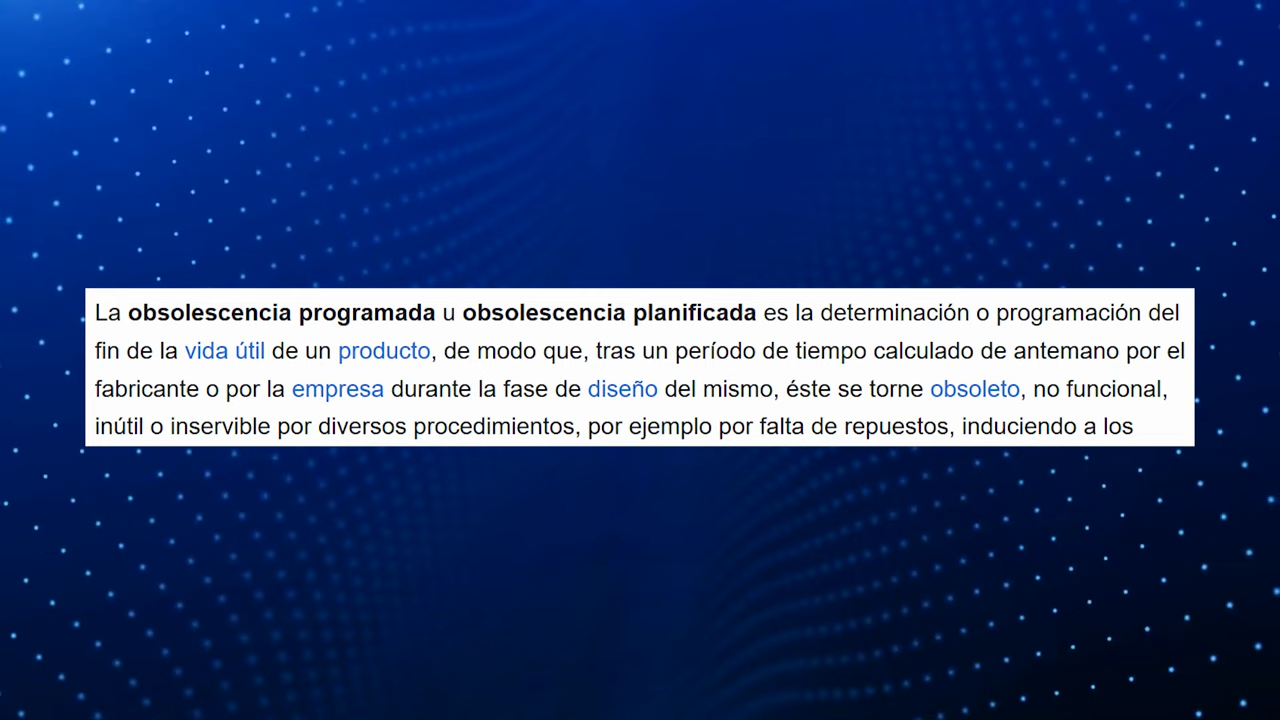 La obsolescencia programada u obsolescencia planificada es la determinación o programación del
fin de la vida útil de un producto, de modo que, tras un período de tiempo calculado de antemano por el
fabricante o por la empresa durante la fase de diseño del mismo, éste se torne obsoleto, no funcional,
inútil o inservible por diversos procedimientos, por ejemplo por falta de repuestos, induciendo a los